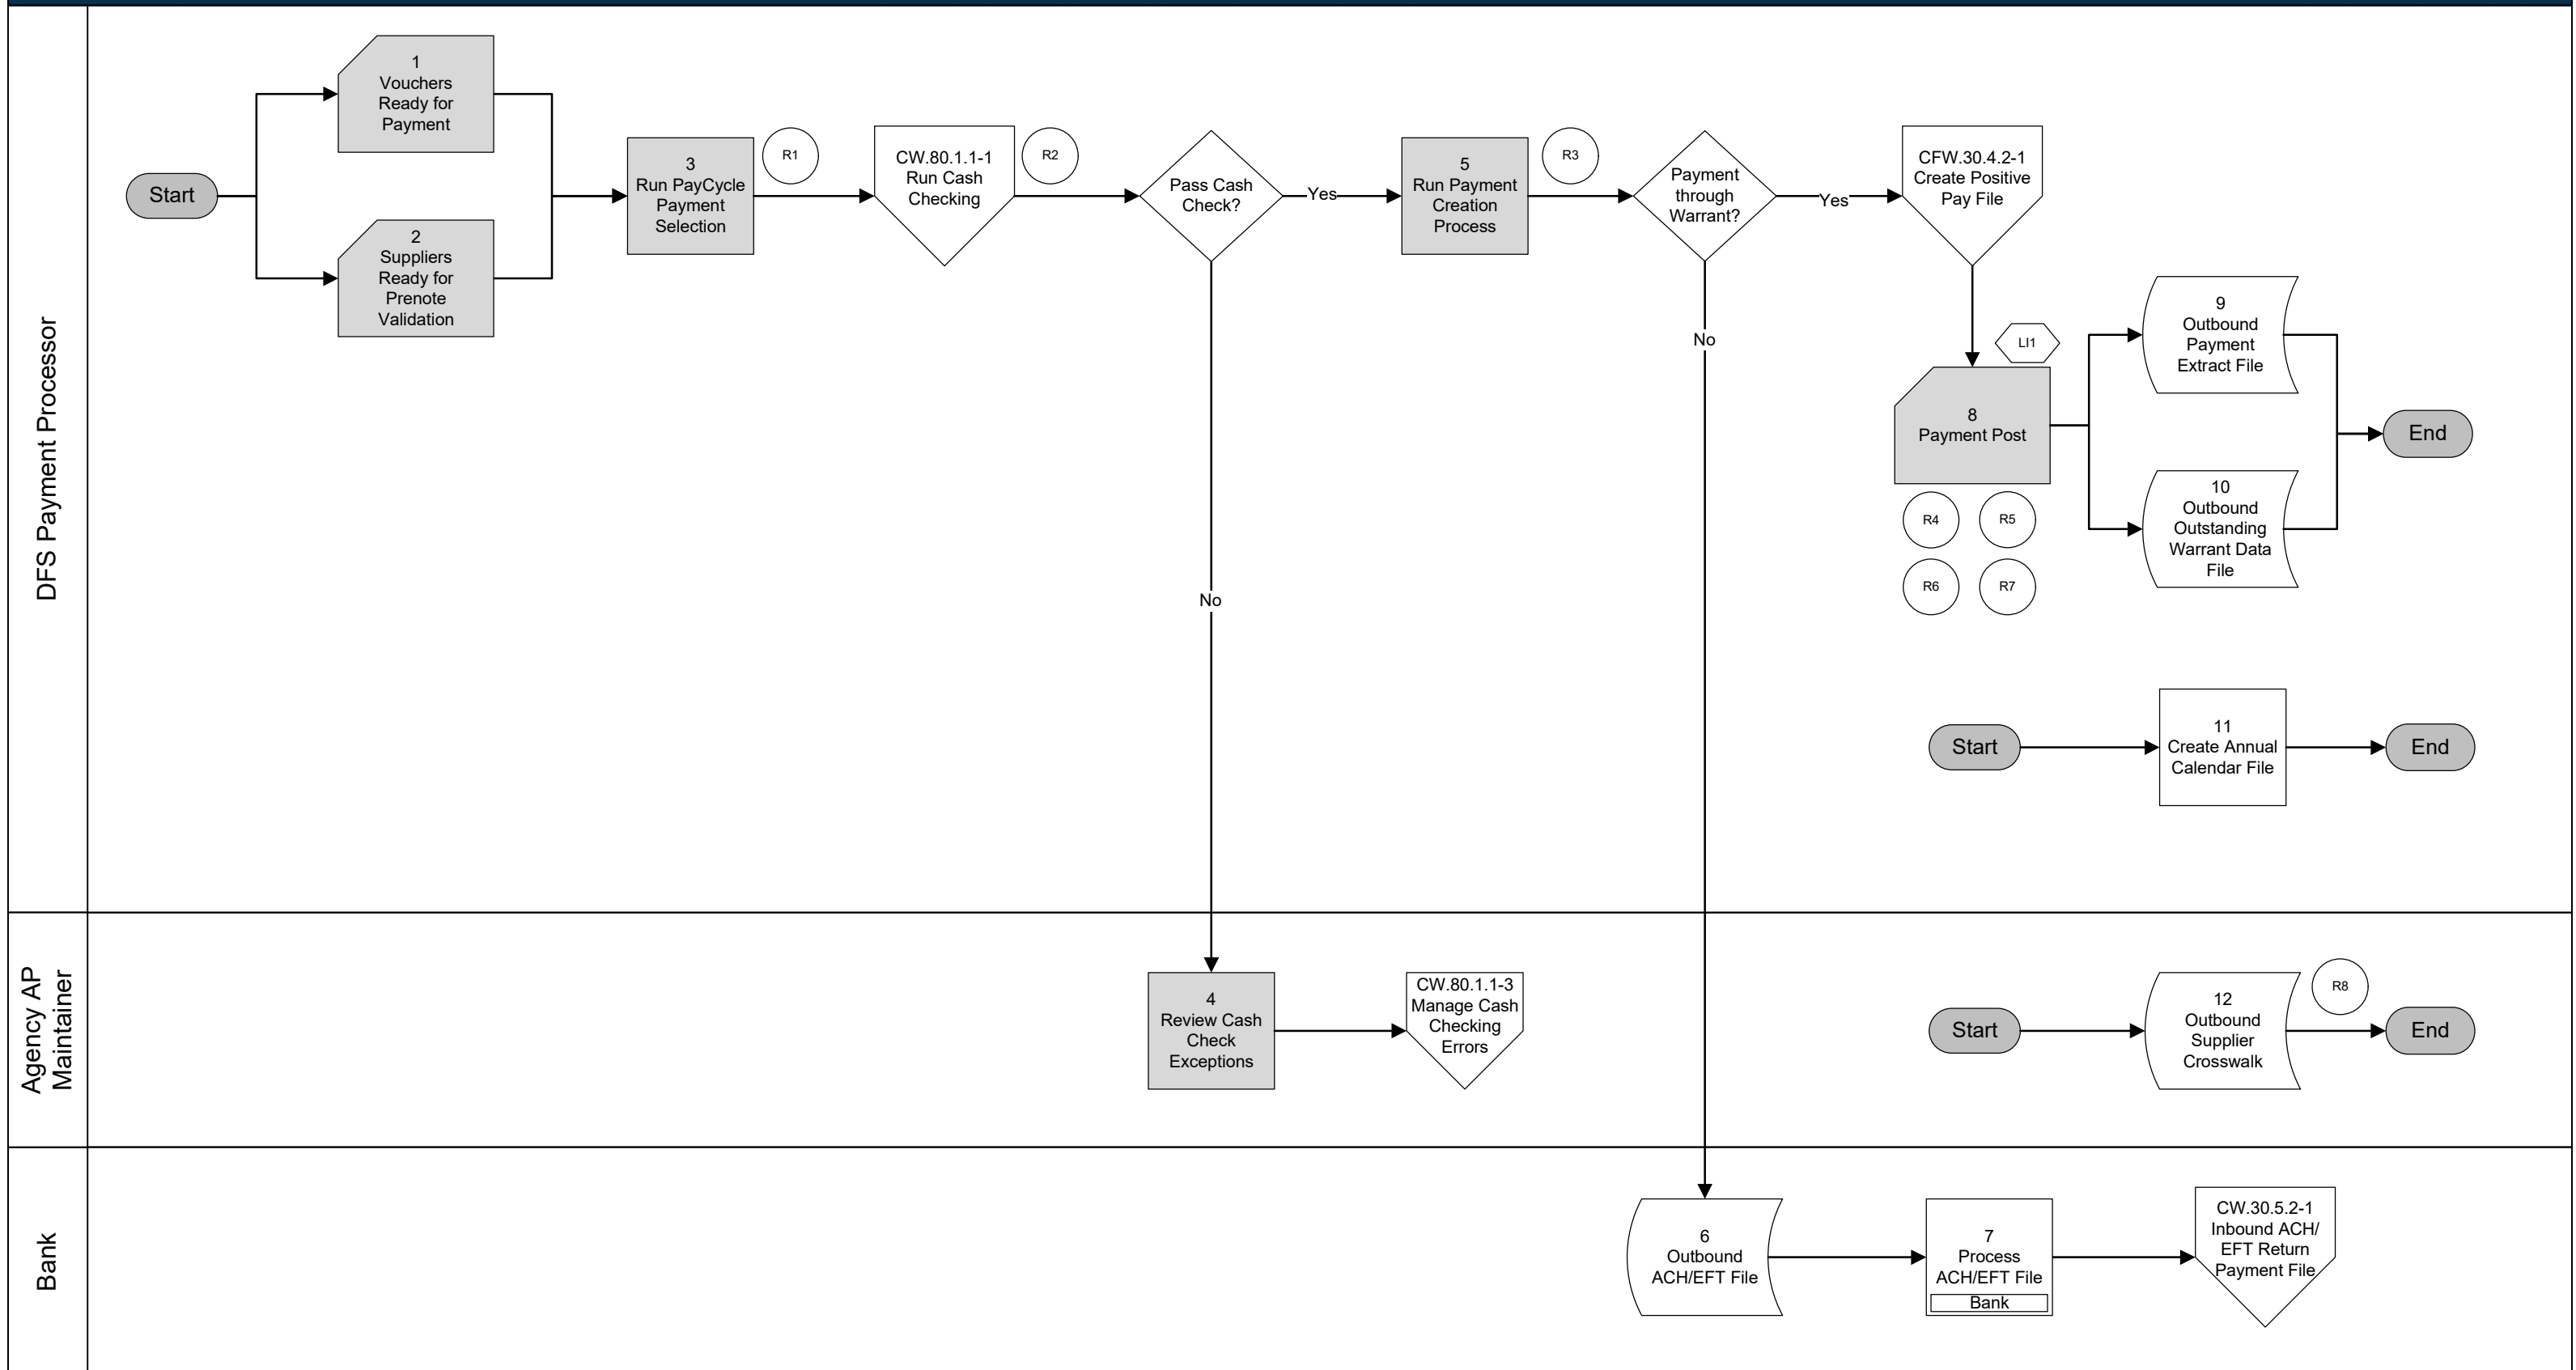 DFS Payment Processor
Start
1
Vouchers
Ready for
Payment
2
Suppliers
Ready for
Prenote
Validation
3
Run PayCycle
Payment
Selection
R1
CW.80.1.1-1
Run Cash
Checking
R2
Pass Cash
Check?
Yes
No
5
Run Payment
Creation
Process
R3
Payment
through
Warrant?
Yes
No
CFW.30.4.2-1
Create Positive
Pay File
LI1
8
Payment Post
R4
R5
R6
R7
9
Outbound
Payment
Extract File
10
Outbound
Outstanding
Warrant Data
File
End
Start
11
Create Annual
Calendar File
End
Agency AP
Maintainer
4
Review Cash
Check
Exceptions
CW.80.1.1-3
Manage Cash
Checking
Errors
Start
12
Outbound
Supplier
Crosswalk
R8
End
Bank
6
Outbound
ACH/EFT File
7
Process
ACH/EFT File
Bank
CW.30.5.2-1
Inbound ACH/
EFT Return
Payment File